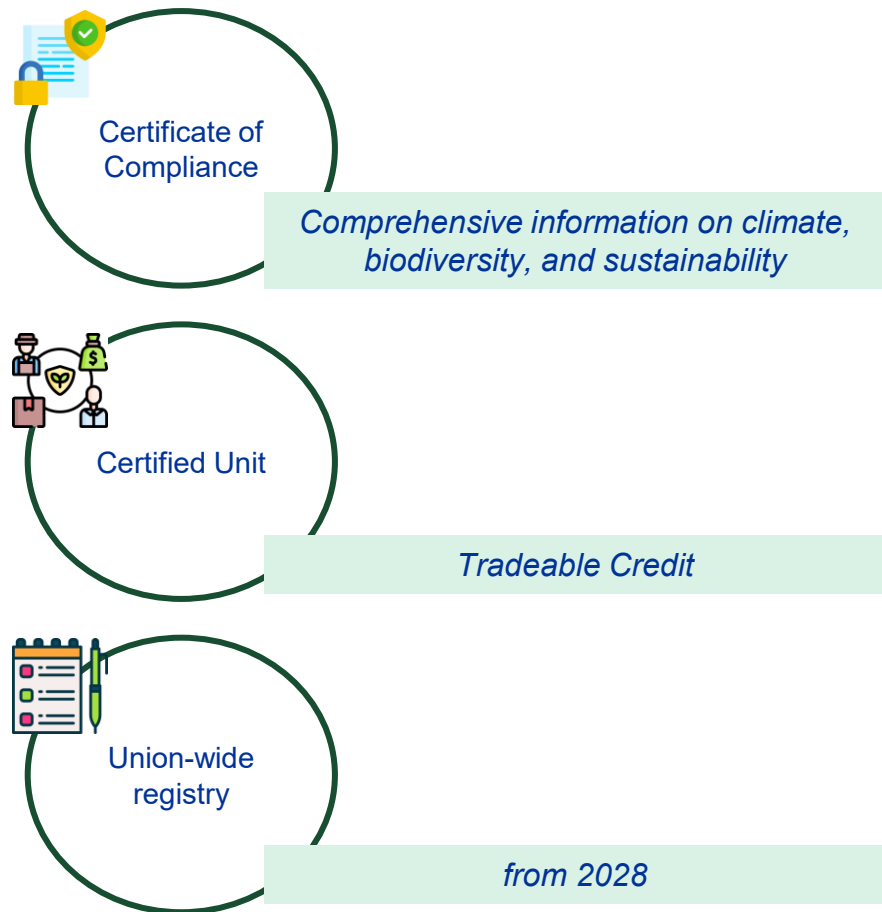 Certificate of
Compliance
Comprehensive information on climate,
biodiversity, and sustainability
$
Certified Unit
Tradeable Credit
Union-wide
registry
from 2028